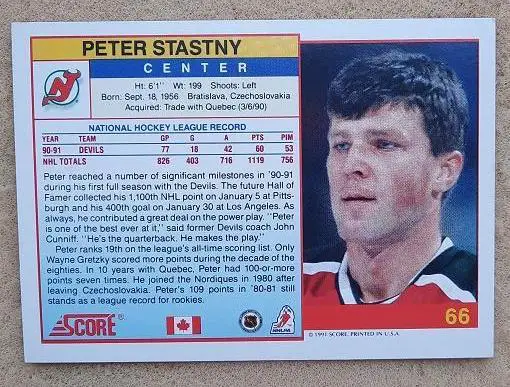 PETER STASTNY
CENTER
Ht: 6'1" Wt: 199 Shoots: Left
Born: Sept. 18, 1956 Bratislava, Czechoslovakia
Acquired: Trade with Quebec (3/6/90)
NATIONAL HOCKEY LEAGUE RECORD
YEAR TEAM GP G A PTS PIM
90-91 DEVILS 77 18 42 60 53
NHL TOTALS 826 403 716 1119 756
Peter reached a number of significant milestones in '90-91
during his first full season with the Devils. The future Hall
of Famer collected his 1,100th NHL point on January 5 at Pitts-
burgh and his 400th goal on January 30 at Los Angeles. As
always, he contributed a great deal on the power play. "Peter
is one of the best ever at it," said former Devils coach John
Cunniff. "He's the quarterback. He makes the play."
Peter ranks 19th on the league's all-time scoring list. Only
Wayne Gretzky scored more points during the decade of the
eighties. In 10 years with Quebec, Peter had 100-or-more
points seven times. He joined the Nordiques in 1980 after
leaving Czechoslovakia. Peter's 109 points in '80-81 still
stands as a league record for rookies.
SCORE®
NHLPA
66
© 1991 SCORE, PRINTED IN U.S.A.